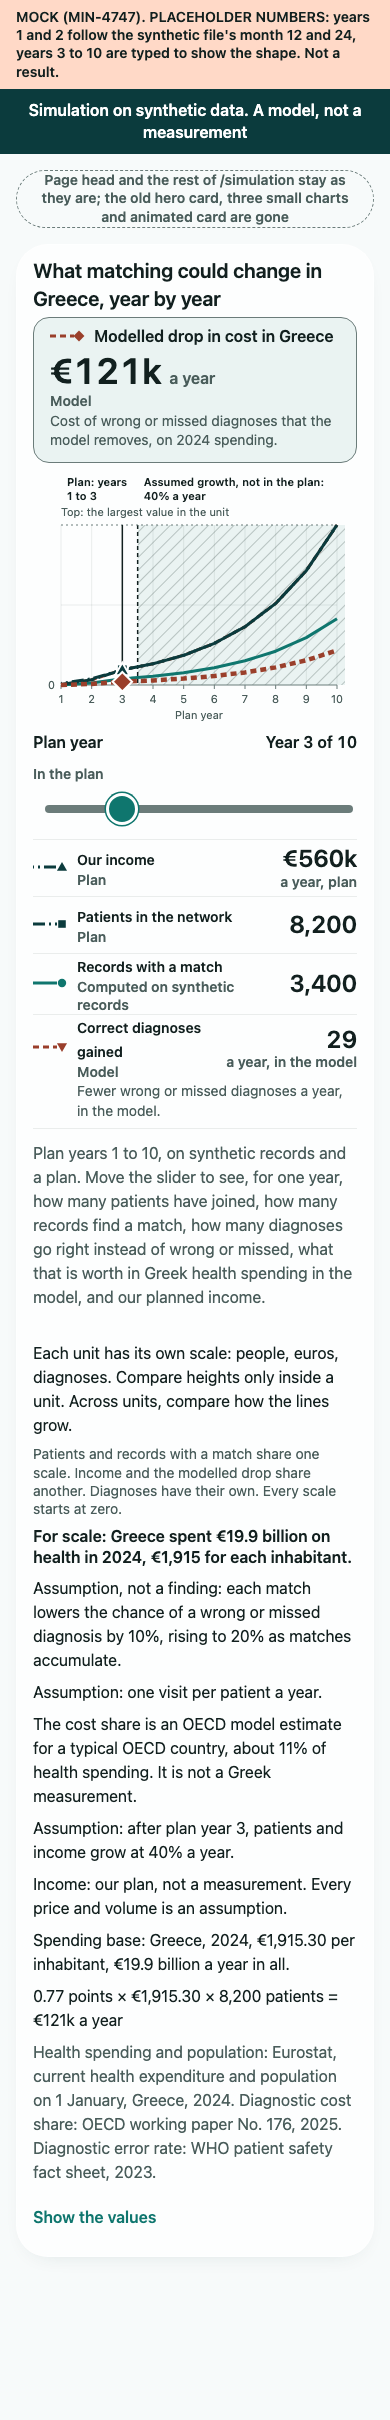 MOCK (MIN-4747). PLACEHOLDER NUMBERS: years
1 and 2 follow the synthetic file's month 12 and 24,
years 3 to 10 are typed to show the shape. Not a
result.
Simulation on synthetic data. A model, not a
measurement
Page head and the rest of /simulation stay as
they are; the old hero card, three small charts
and animated card are gone
What matching could change in
Greece, year by year
Modelled drop in cost in Greece
€121k a year
Model
Cost of wrong or missed diagnoses that the
model removes, on 2024 spending.
Plan: years
1 to 3
Assumed growth, not in the plan:
40% a year
Top: the largest value in the unit
0
1 2 3 4 5 6 7 8 9 10
Plan year
Plan year Year 3 of 10
In the plan
Our income
Plan
€560k
a year, plan
Patients in the network
Plan
8,200
Records with a match
Computed on synthetic
records
3,400
Correct diagnoses
gained
Model
29
a year, in the model
Fewer wrong or missed diagnoses a year,
in the model.
Plan years 1 to 10, on synthetic records and
a plan. Move the slider to see, for one year,
how many patients have joined, how many
records find a match, how many diagnoses
go right instead of wrong or missed, what
that is worth in Greek health spending in the
model, and our planned income.
Each unit has its own scale: people, euros,
diagnoses. Compare heights only inside a
unit. Across units, compare how the lines
grow.
Patients and records with a match share one
scale. Income and the modelled drop share
another. Diagnoses have their own. Every scale
starts at zero.
For scale: Greece spent €19.9 billion on
health in 2024, €1,915 for each inhabitant.
Assumption, not a finding: each match
lowers the chance of a wrong or missed
diagnosis by 10%, rising to 20% as matches
accumulate.
Assumption: one visit per patient a year.
The cost share is an OECD model estimate
for a typical OECD country, about 11% of
health spending. It is not a Greek
measurement.
Assumption: after plan year 3, patients and
income grow at 40% a year.
Income: our plan, not a measurement. Every
price and volume is an assumption.
Spending base: Greece, 2024, €1,915.30 per
inhabitant, €19.9 billion a year in all.
0.77 points × €1,915.30 × 8,200 patients =
€121k a year
Health spending and population: Eurostat,
current health expenditure and population
on 1 January, Greece, 2024. Diagnostic cost
share: OECD working paper No. 176, 2025.
Diagnostic error rate: WHO patient safety
fact sheet, 2023.
Show the values